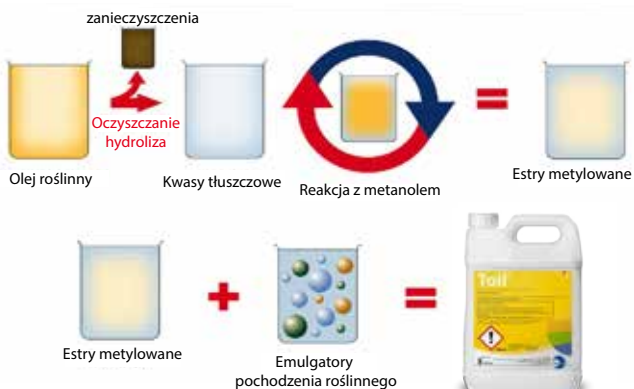 zanieczyszczenia
Oczyszczanie
hydroliza
Olej roślinny
Kwasy tłuszczowe
Reakcja z metanolem
Estry metylowane
Estry metylowane
Emulgatory
pochodzenia roślinnego
Toil